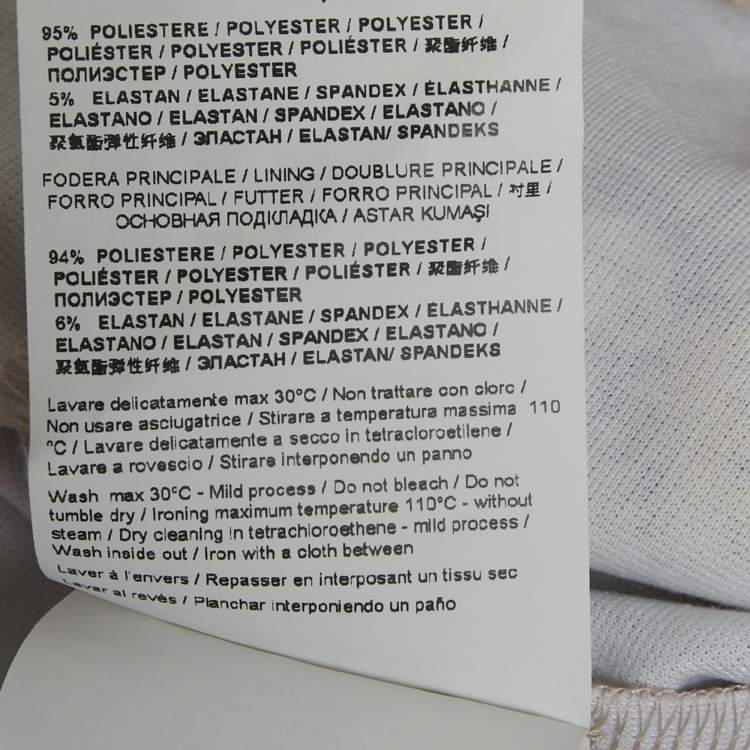 95% POLIESTERE / POLYESTER / POLYESTER /
POLIÉSTER / POLYESTER / POLIÉSTER / 聚酯纤维 /
ПОЛИЭСТЕР / POLYESTER
5% ELASTAN / ELASTANE / SPANDEX / ÉLASTHANNE /
ELASTANO / ELASTAN / SPANDEX / ELASTANO /
聚氨酯弹性纤维 / ЭЛАСТАН / ELASTAN/ SPANDEKS
FODERA PRINCIPALE / LINING / DOUBLURE PRINCIPALE /
FORRO PRINCIPAL / FUTTER / FORRO PRINCIPAL / 衬里 /
ОСНОВНАЯ ПОДКЛАДКА / ASTAR KUMAŞI
94% POLIESTERE / POLYESTER / POLYESTER /
POLIÉSTER / POLYESTER / POLIÉSTER / 聚酯纤维 /
ПОЛИЭСТЕР / POLYESTER
6% ELASTAN / ELASTANE / SPANDEX / ÉLASTHANNE /
ELASTANO / ELASTAN / SPANDEX / ELASTANO /
聚氨酯弹性纤维 / ЭЛАСТАН / ELASTAN/ SPANDEKS
Lavare delicatamente max 30°C / Non trattare con cloro /
Non usare asciugatrice / Stirare a temperatura massima 110
°C / Lavare delicatamente a secco in tetracloroetilene /
Lavare a rovescio / Stirare interponendo un panno
Wash max 30°C - Mild process / Do not bleach / Do not
tumble dry / Ironing maximum temperature 110°C - without
steam / Dry cleaning in tetrachloroethene - mild process /
Wash inside out / Iron with a cloth between
Laver à l'envers / Repasser en interposant un tissu sec
Lavar al revés / Planchar interponiendo un paño